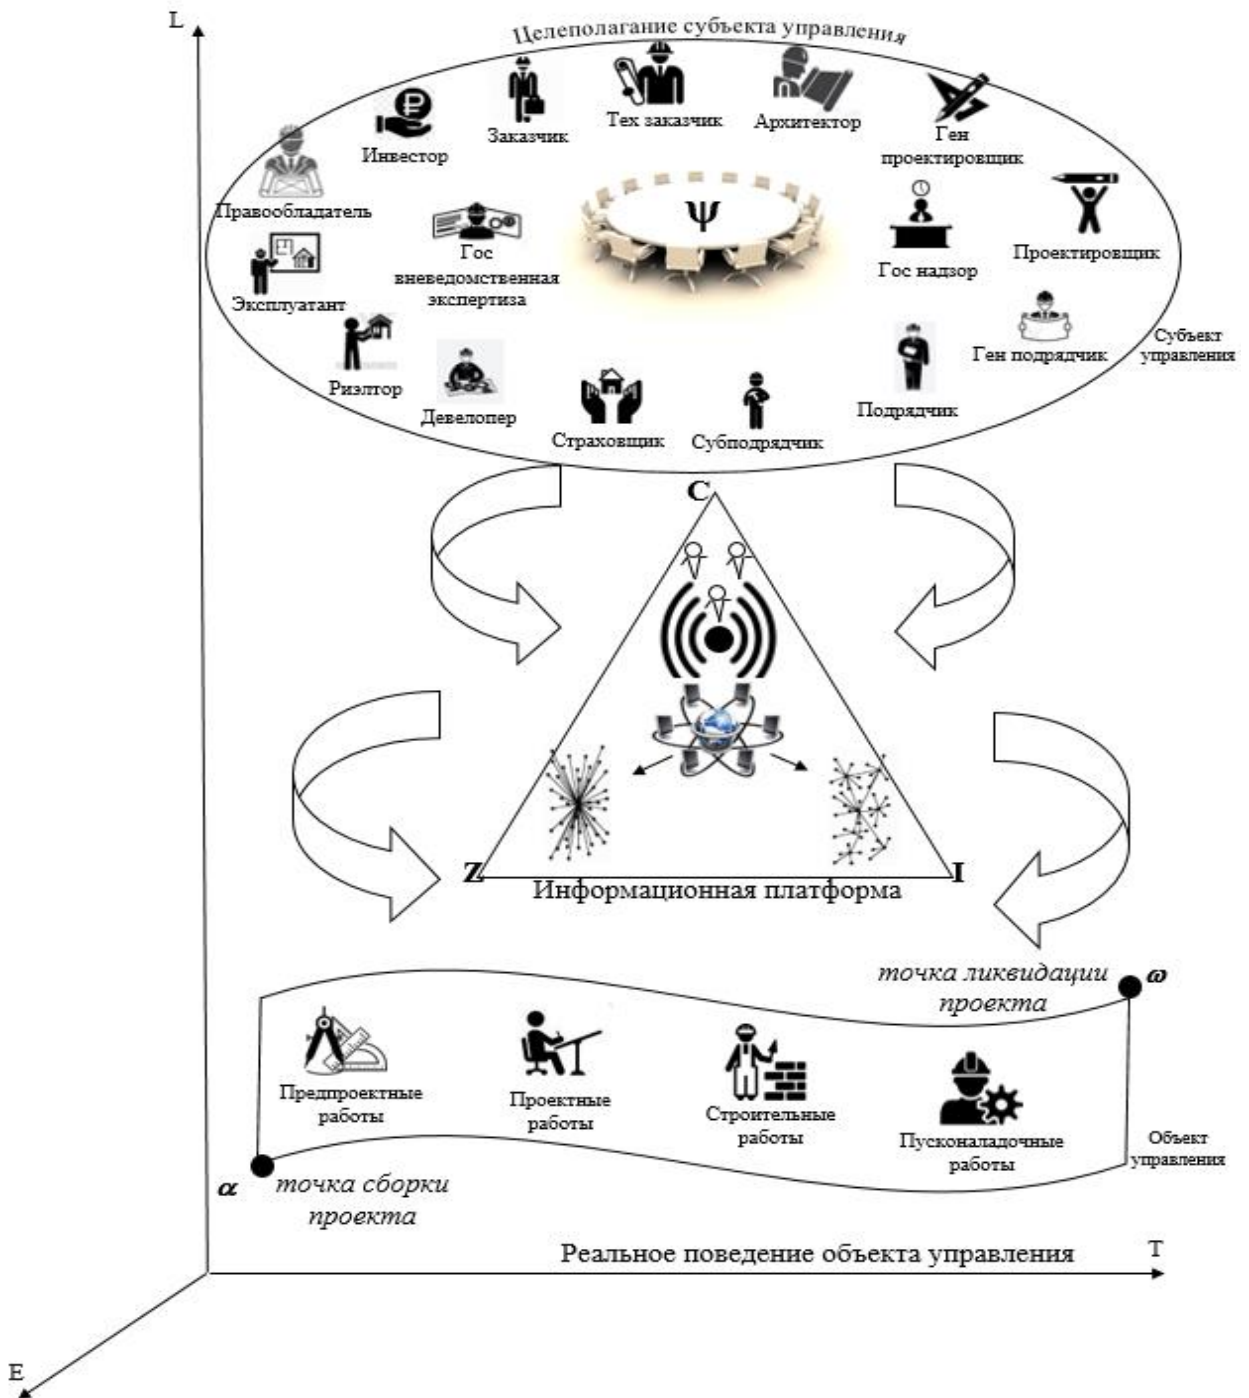 L
Целеполагание субъекта управления
Заказчик
Тех заказчик
Архитектор
Инвестор
Ген
проектировщик
Правообладатель
Ψ
Гос
вневедомственная
экспертиза
Гос надзор
Проектировщик
Эксплуатант
Риэлтор
Девелопер
Страховщик
Субподрядчик
Подрядчик
Ген подрядчик
Субъект
управления
C
Z
I
Информационная платформа
точка ликвидации
проекта
ω
Предпроектные
работы
Проектные
работы
Строительные
работы
Пусконаладочные
работы
Объект
управления
α
точка сборки
проекта
Реальное поведение объекта управления
T
E